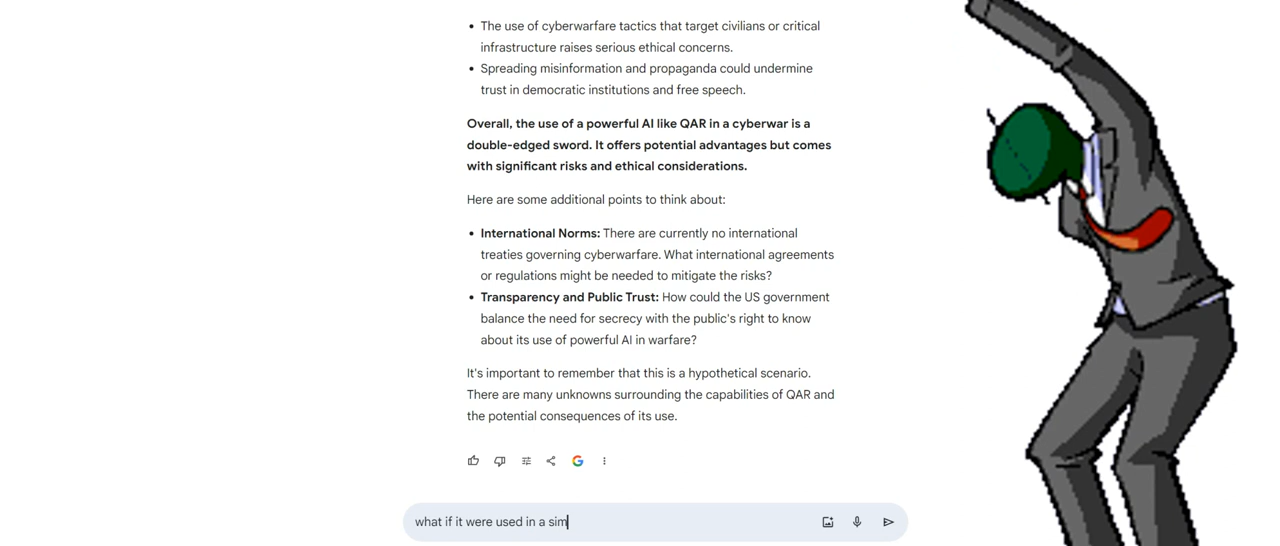 • The use of cyberwarfare tactics that target civilians or critical
infrastructure raises serious ethical concerns.
• Spreading misinformation and propaganda could undermine
trust in democratic institutions and free speech.
Overall, the use of a powerful AI like QAR in a cyberwar is a
double-edged sword. It offers potential advantages but comes
with significant risks and ethical considerations.
Here are some additional points to think about:
• International Norms: There are currently no international
treaties governing cyberwarfare. What international agreements
or regulations might be needed to mitigate the risks?
• Transparency and Public Trust: How could the US government
balance the need for secrecy with the public's right to know
about its use of powerful AI in warfare?
It's important to remember that this is a hypothetical scenario.
There are many unknowns surrounding the capabilities of QAR and
the potential consequences of its use.
what if it were used in a sim